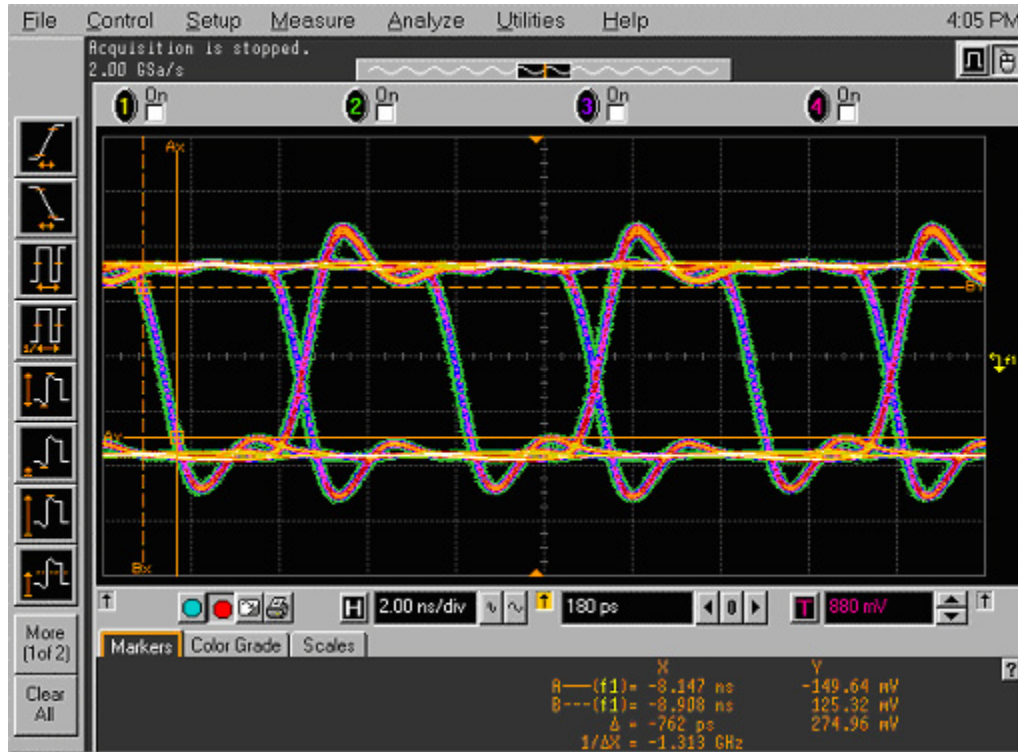 File Control Setup Measure Analyze Utilities Help 4:05 PM
Acquisition is stopped.
2.00 GSa/s
1 On 2 On 3 On 4 On
Ax
By
f1
Ay
Bx
H 2.00 ns/div 180 ps 0 T 880 mV
More
(1of 2)
Clear
All
Markers Color Grade Scales
X Y
A——(f1)= -8.147 ns -149.64 mV
B---(f1)= -8.908 ns 125.32 mV
Δ = -762 ps 274.96 mV
1/ΔX = -1.313 GHz
?